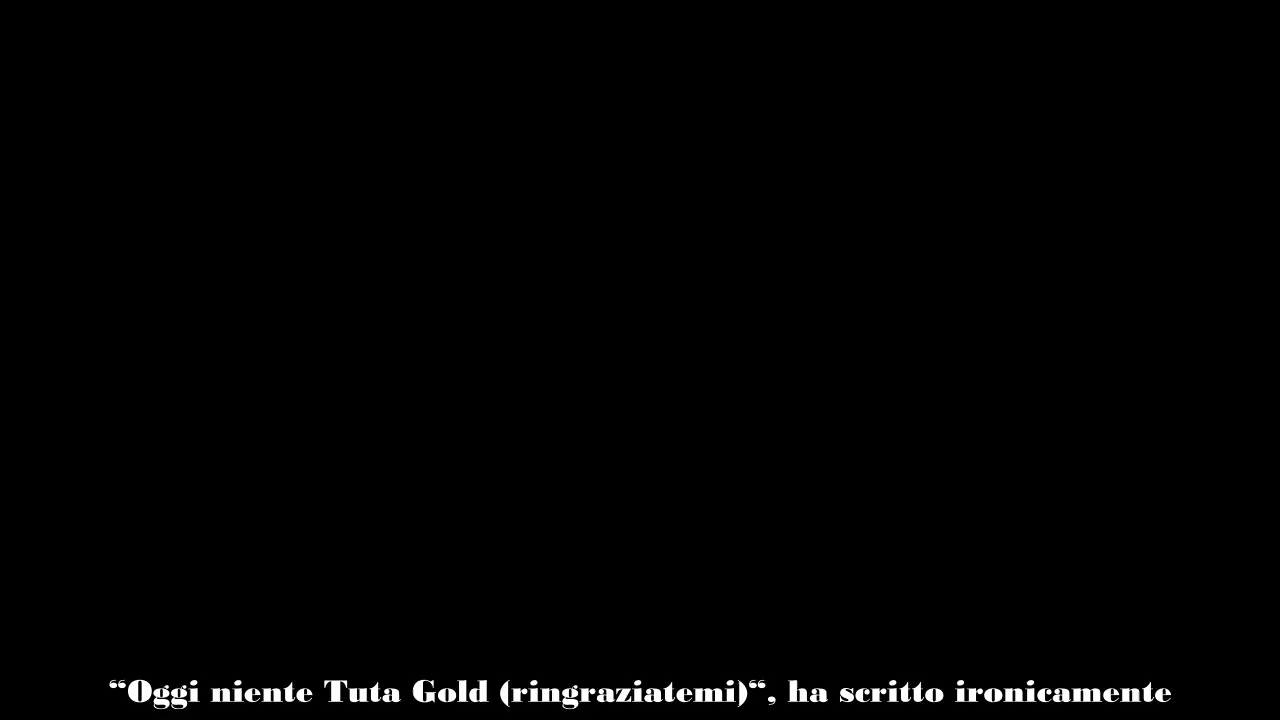 “Oggi niente Tuta Gold (ringraziatemi)“, ha scritto ironicamente